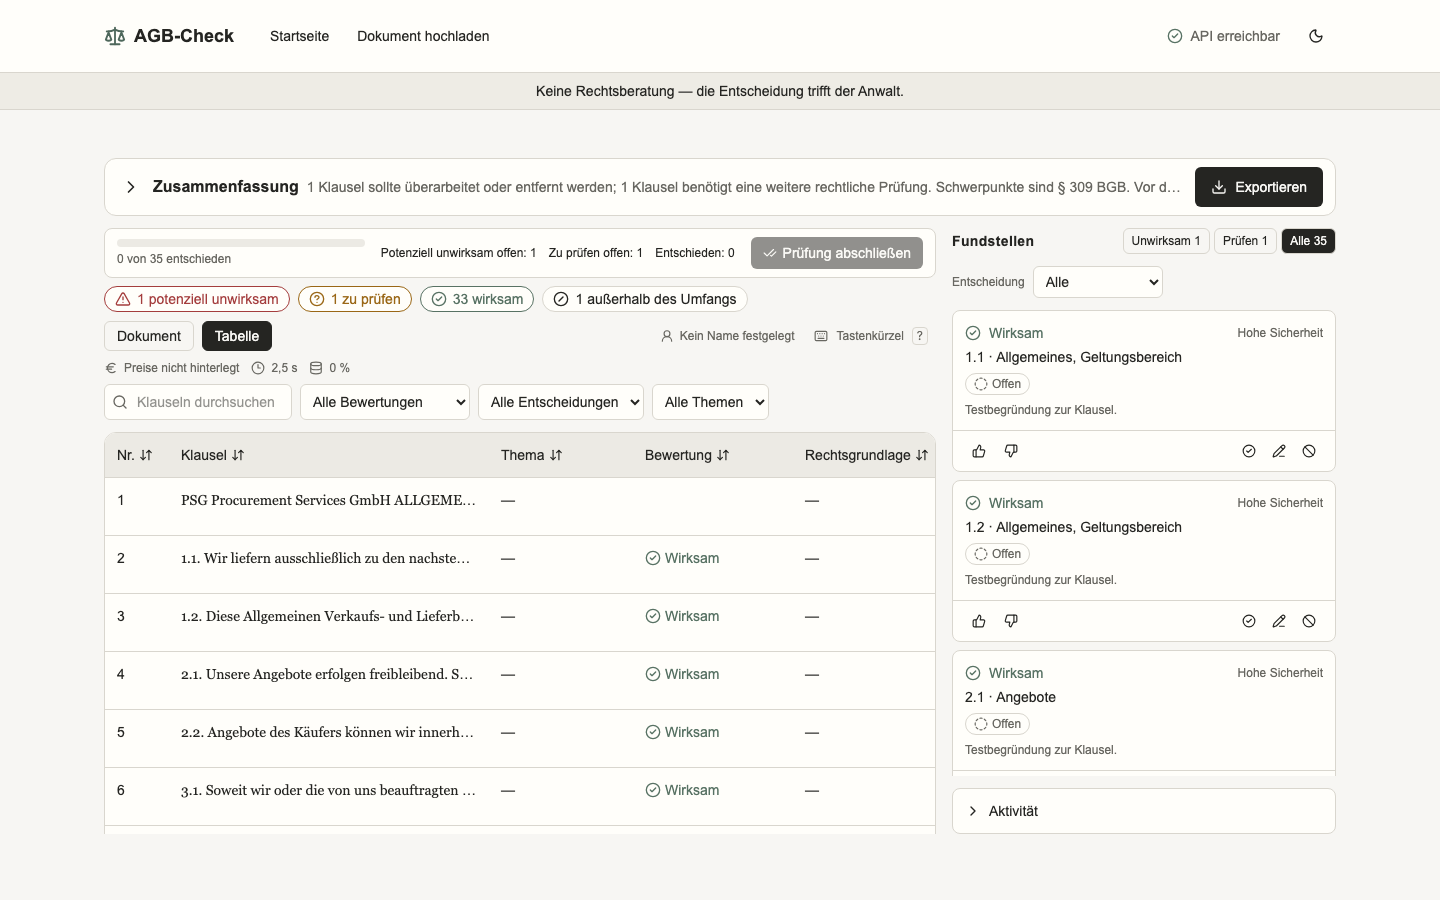 AGB-Check
Startseite
Dokument hochladen
API erreichbar
Keine Rechtsberatung — die Entscheidung trifft der Anwalt.
Zusammenfassung 1 Klausel sollte überarbeitet oder entfernt werden; 1 Klausel benötigt eine weitere rechtliche Prüfung. Schwerpunkte sind § 309 BGB. Vor d…
Exportieren
0 von 35 entschieden
Potenziell unwirksam offen: 1 Zu prüfen offen: 1 Entschieden: 0
Prüfung abschließen
1 potenziell unwirksam
1 zu prüfen
33 wirksam
1 außerhalb des Umfangs
Dokument
Tabelle
Kein Name festgelegt
Tastenkürzel ?
Preise nicht hinterlegt
2,5 s
0 %
Klauseln durchsuchen
Alle Bewertungen
Alle Entscheidungen
Alle Themen
Nr. Klausel Thema Bewertung Rechtsgrundlage
1 PSG Procurement Services GmbH ALLGEME… — —
2 1.1. Wir liefern ausschließlich zu den nachste… — Wirksam —
3 1.2. Diese Allgemeinen Verkaufs- und Lieferb… — Wirksam —
4 2.1. Unsere Angebote erfolgen freibleibend. S… — Wirksam —
5 2.2. Angebote des Käufers können wir innerh… — Wirksam —
6 3.1. Soweit wir oder die von uns beauftragten … — Wirksam —
Fundstellen
Unwirksam 1
Prüfen 1
Alle 35
Entscheidung
Alle
Wirksam Hohe Sicherheit
1.1 · Allgemeines, Geltungsbereich
Offen
Testbegründung zur Klausel.
Wirksam Hohe Sicherheit
1.2 · Allgemeines, Geltungsbereich
Offen
Testbegründung zur Klausel.
Wirksam Hohe Sicherheit
2.1 · Angebote
Offen
Testbegründung zur Klausel.
Aktivität